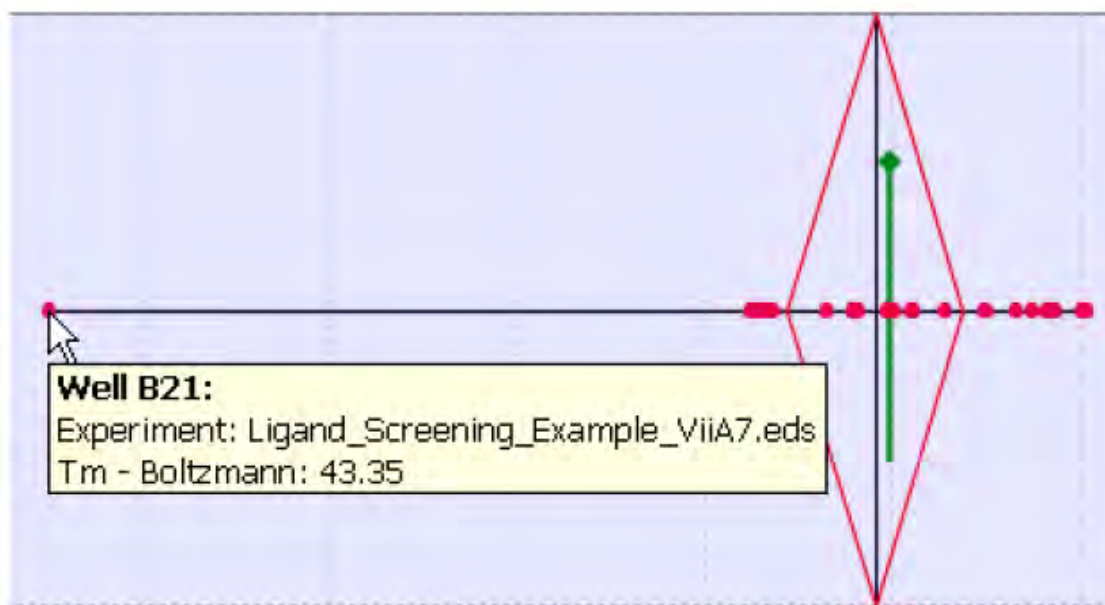 Well B21:
Experiment: Ligand_Screening_Example_ViiA7.eds
Tm - Boltzmann: 43.35